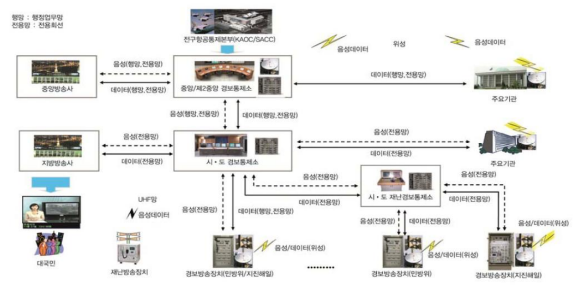 행망 : 행정업무망
전용망 : 전용회선
전구항공통제본부(KAOC/SACC)
음성데이터
위성
음성데이터
음성(행망,전용망)
데이터(행망,전용망)
중앙방송사
중앙/제2중앙 경보통제소
데이터(행망,전용망)
주요기관
음성(행망,전용망)
데이터(행망,전용망)
음성(전용망)
데이터(전용망)
지방방송사
시·도 경보통제소
음성(전용망)
데이터(전용망)
주요기관
음성(전용망)
데이터(전용망)
시·도 재난경보통제소
UHF망
음성데이터
음성(전용망)
데이터(행망,전용망)
음성(전용망)
데이터(전용망)
음성(전용망)
데이터(전용망)
음성/데이터(위성)
음성/데이터(위성)
음성/데이터(위성)
대국민
재난방송장치
경보방송장치(민방위/지진해일)
.........
경보방송장치(민방위)
경보방송장치(지진해일)